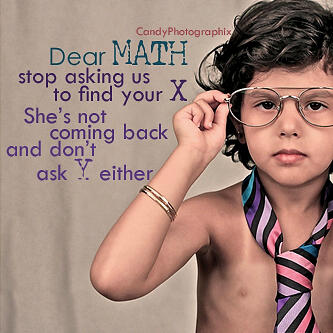 CandyPhotographix
Dear MATH
stop asking us
to find your X
She's not
coming back
and don't
ask Y either